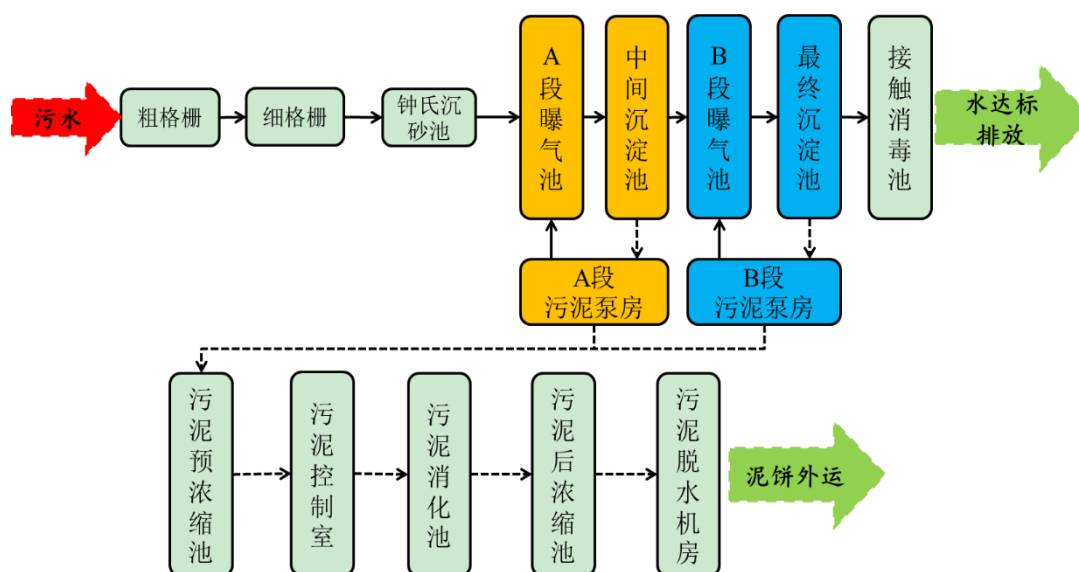 污水
粗格栅
细格栅
钟氏沉
砂池
A段曝气池
中间沉淀池
B段曝气池
最终沉淀池
接触消毒池
水达标
排放
A段
污泥泵房
B段
污泥泵房
污泥预浓缩池
污泥控制室
污泥消化池
污泥后浓缩池
污泥脱水机房
泥饼外运